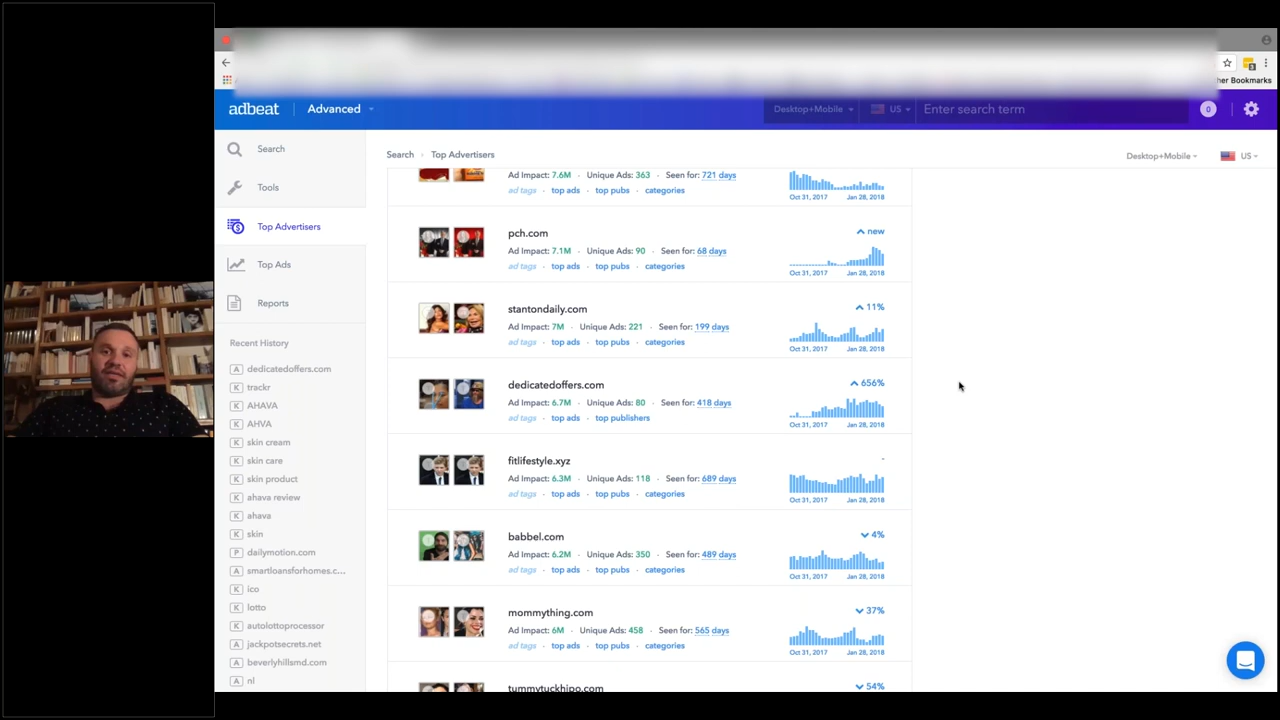 her Bookmarks
adbeat Advanced Desktop+Mobile US Enter search term 0
Search
Tools
Top Advertisers
Top Ads
Reports
Recent History
A dedicatedoffers.com
K trackr
K AHAVA
K AHVA
K skin cream
K skin care
K skin product
K ahava review
K ahava
K skin
P dailymotion.com
A smartloansforhomes.c...
K ico
K lotto
K autolottoprocessor
A jackpotsecrets.net
A beverlyhillsmd.com
A nl
Search › Top Advertisers Desktop+Mobile US
Ad Impact: 7.6M · Unique Ads: 363 · Seen for: 721 days
ad tags · top ads · top pubs · categories
Oct 31, 2017 Jan 28, 2018
pch.com new
Ad Impact: 7.1M · Unique Ads: 90 · Seen for: 68 days
ad tags · top ads · top pubs · categories
Oct 31, 2017 Jan 28, 2018
stantondaily.com 11%
Ad Impact: 7M · Unique Ads: 221 · Seen for: 199 days
ad tags · top ads · top pubs · categories
Oct 31, 2017 Jan 28, 2018
dedicatedoffers.com 656%
Ad Impact: 6.7M · Unique Ads: 80 · Seen for: 418 days
ad tags · top ads · top publishers
Oct 31, 2017 Jan 28, 2018
fitlifestyle.xyz -
Ad Impact: 6.3M · Unique Ads: 118 · Seen for: 689 days
ad tags · top ads · top pubs · categories
Oct 31, 2017 Jan 28, 2018
babbel.com 4%
Ad Impact: 6.2M · Unique Ads: 350 · Seen for: 489 days
ad tags · top ads · top pubs · categories
Oct 31, 2017 Jan 28, 2018
mommything.com 37%
Ad Impact: 6M · Unique Ads: 458 · Seen for: 565 days
ad tags · top ads · top pubs · categories
Oct 31, 2017 Jan 28, 2018
tummytuckhipo.com 54%